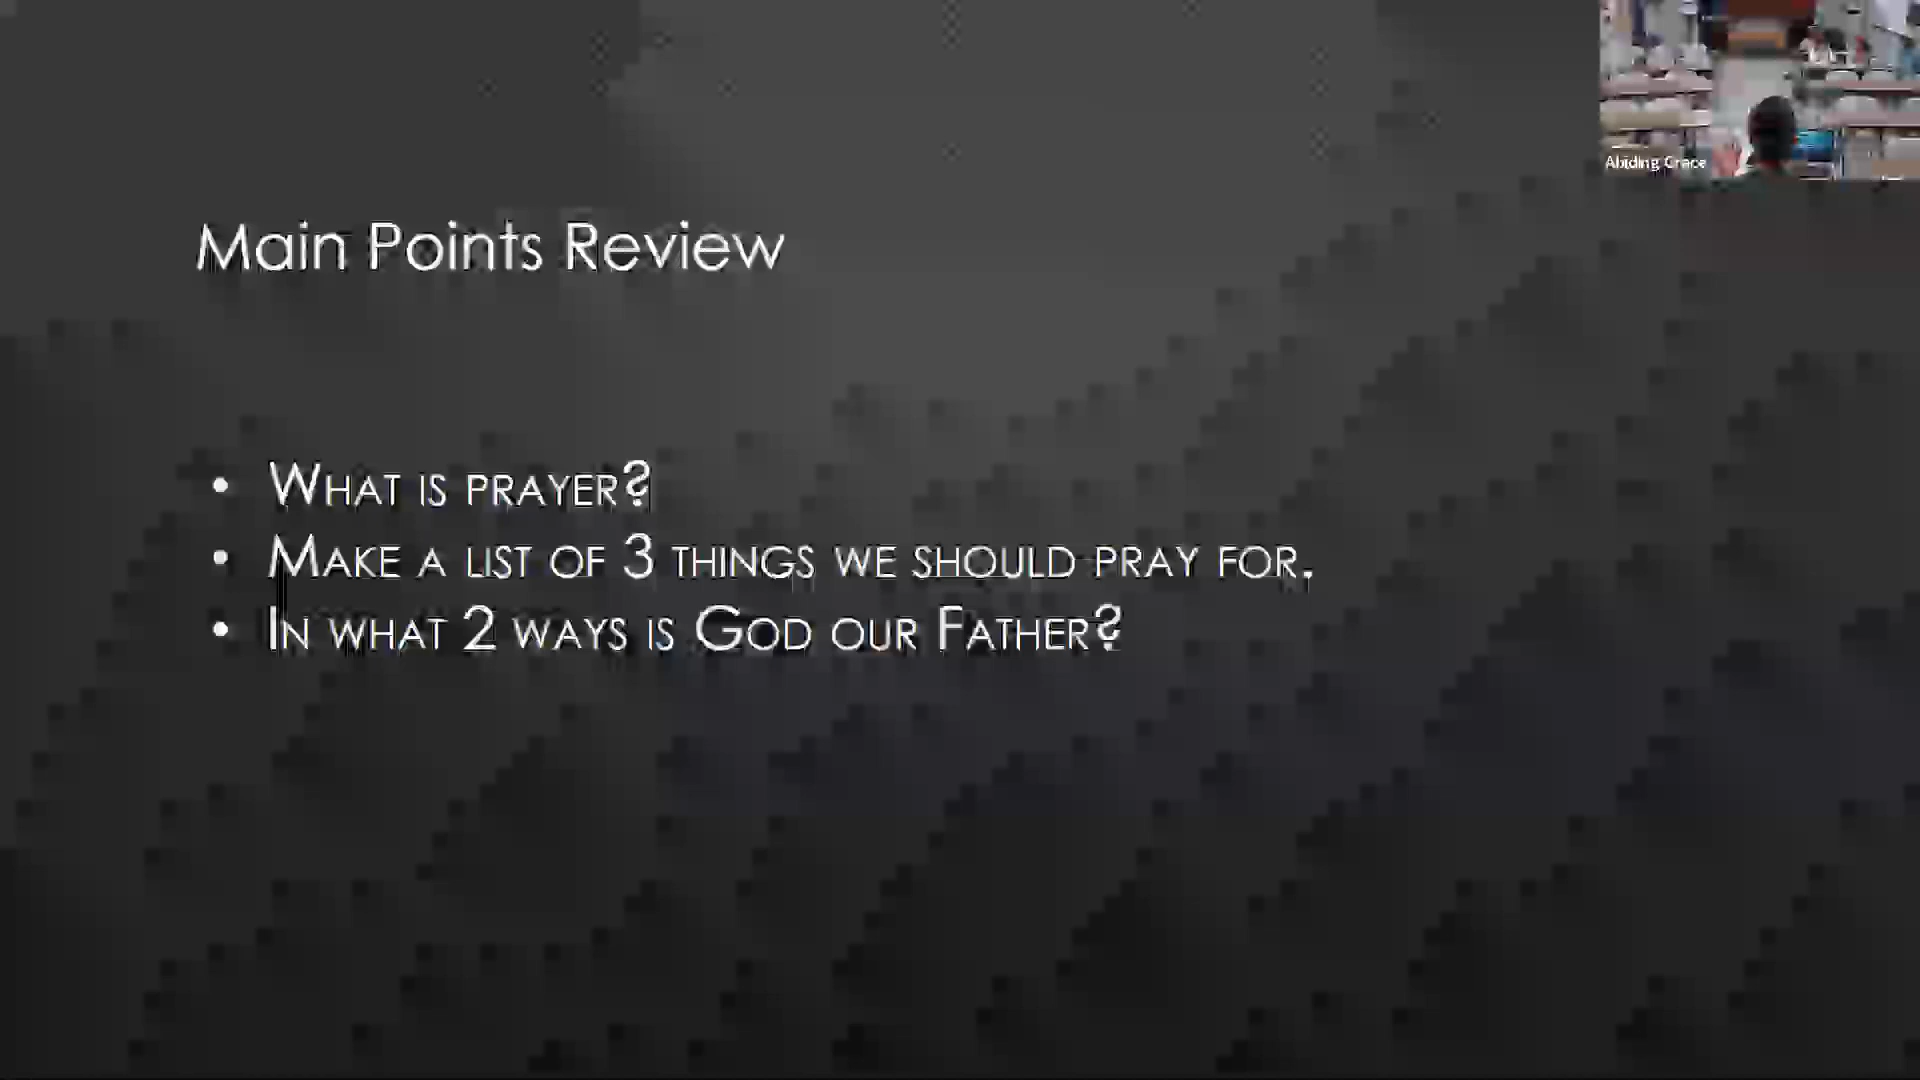 Abiding Grace
Main Points Review
• What is prayer?
• Make a list of 3 things we should pray for.
• In what 2 ways is God our Father?